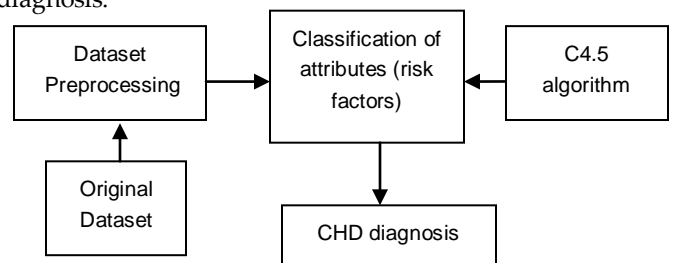 diagnosis.
Dataset
Preprocessing
Classification of
attributes (risk
factors)
C4.5
algorithm
Original
Dataset
CHD diagnosis